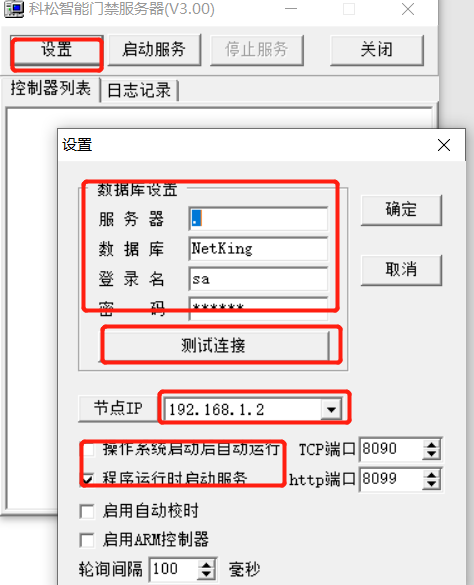 科松智能门禁服务器(V3.00)
设置 启动服务 停止服务 关闭
控制器列表 日志记录
设置
数据库设置
服务器 .
确定
数据库 NetKing
登录名 sa
取消
密码 ******
测试连接
节点IP 192.168.1.2
操作系统启动后自动运行 TCP端口 8090
程序运行时启动服务 http端口 8099
启用自动校时
启用ARM控制器
轮询间隔 100 毫秒